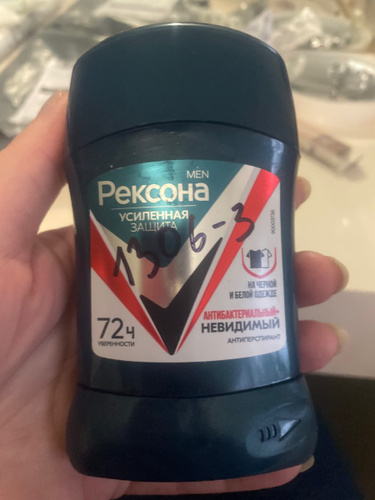 MEN
Рексона
УСИЛЕННАЯ
ЗАЩИТА
1306-3
НА ЧЕРНОЙ
И БЕЛОЙ ОДЕЖДЕ
АНТИБАКТЕРИАЛЬНЫЙ+
НЕВИДИМЫЙ
АНТИПЕРСПИРАНТ
72ч
УВЕРЕННОСТИ